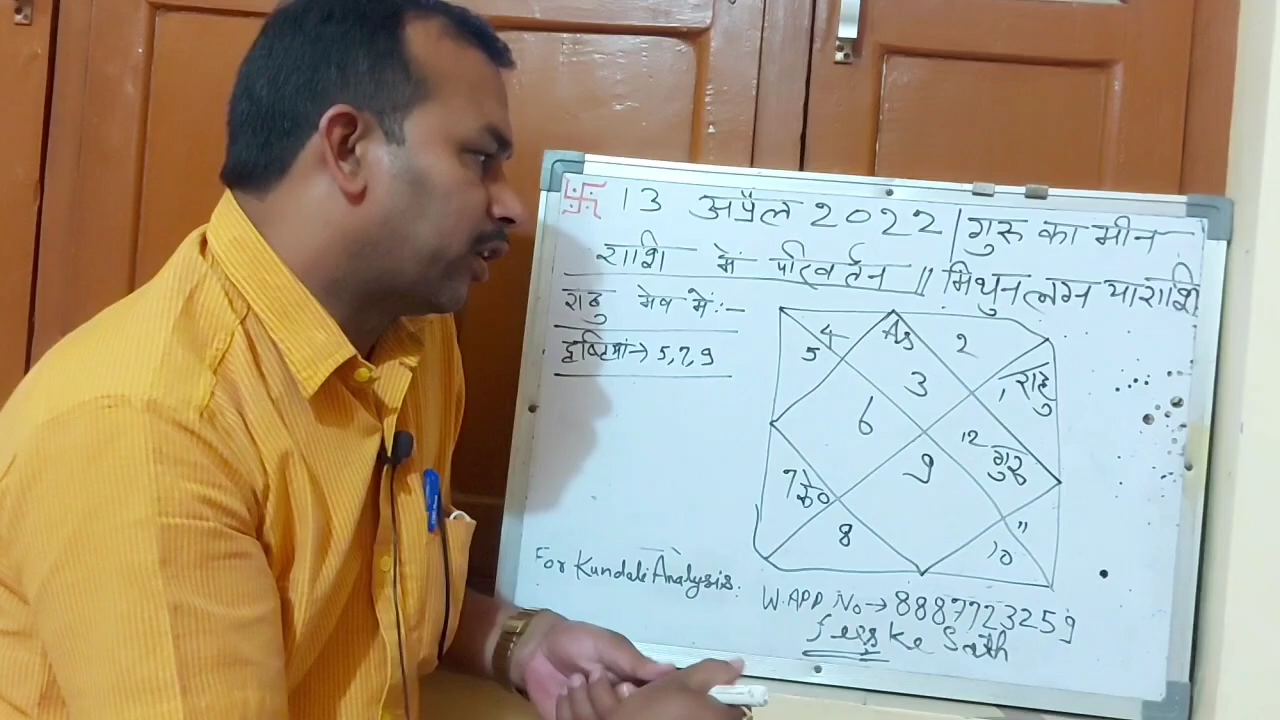 卐 13 अप्रैल 2022 | गुरु का मीन
राशि में परिवर्तन || मिथुन लग्न या राशि
राहु मेष में :-
दृष्टियां → 5, 7, 9
4
5
As
3
2
1 राहु
6
12 गुरु
9
7 के०
8
11
10
For Kundali Analysis.
W.APP No → 8887723259
fees ke Sath